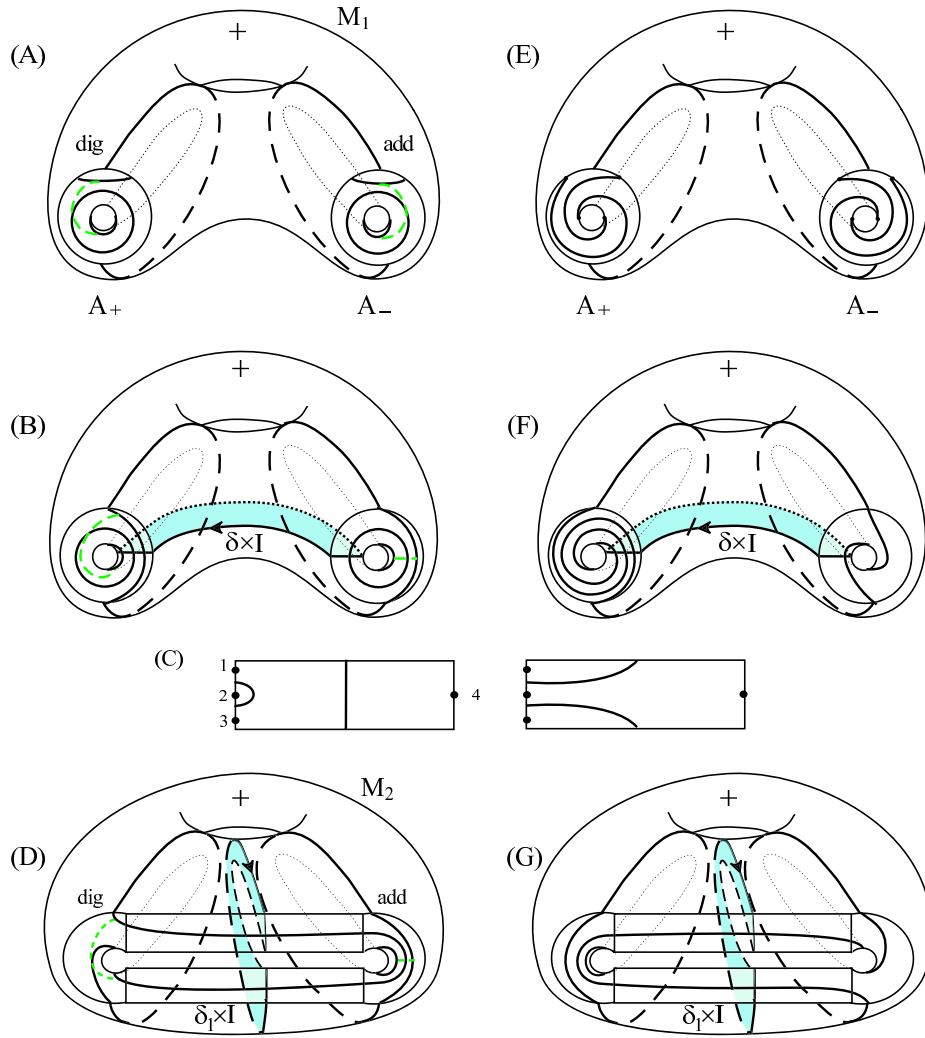 (A) + M₁ (E) +
dig add
A₊ A₋ A₊ A₋
(B) + (F) +
δ×I δ×I
(C)
1
2 4
3
(D) + M₂ (G) +
dig add
δ₁×I δ₁×I